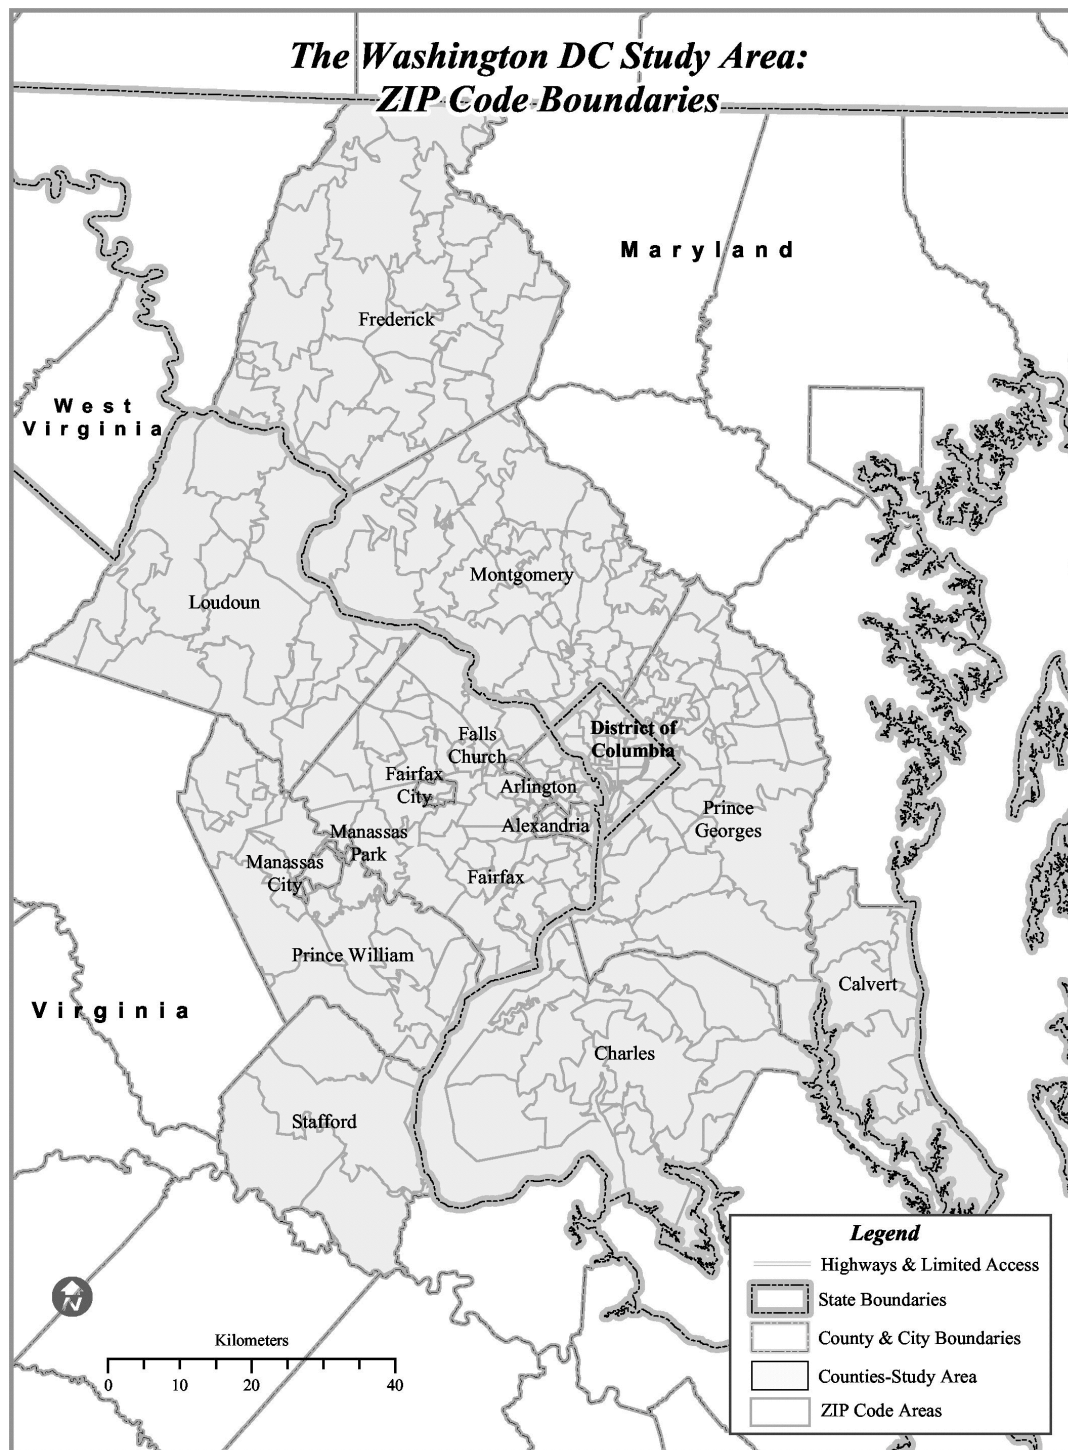 The Washington DC Study Area:
ZIP Code Boundaries
Maryland
Frederick
West
Virginia
Montgomery
Loudoun
District of
Columbia
Falls
Church
Fairfax
City
Arlington
Prince
Georges
Alexandria
Manassas
Park
Manassas
City
Fairfax
Prince William
Calvert
Virginia
Charles
Stafford
Legend
Highways & Limited Access
State Boundaries
County & City Boundaries
Counties-Study Area
ZIP Code Areas
N
Kilometers
0 10 20 40